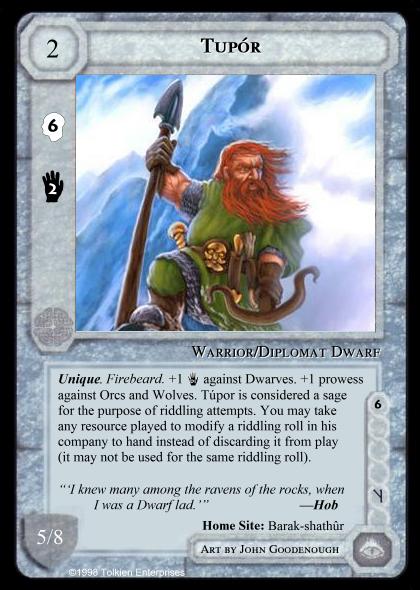 2
Tupór
6
2
Warrior/Diplomat Dwarf
Unique. Firebeard. +1 against Dwarves. +1 prowess
against Orcs and Wolves. Túpor is considered a sage
for the purpose of riddling attempts. You may take
any resource played to modify a riddling roll in his
company to hand instead of discarding it from play
(it may not be used for the same riddling roll).
6
“‘I knew many among the ravens of the rocks, when
I was a Dwarf lad.’” —Hob
Home Site: Barak-shathûr
5/8
Art by John Goodenough
©1998 Tolkien Enterprises